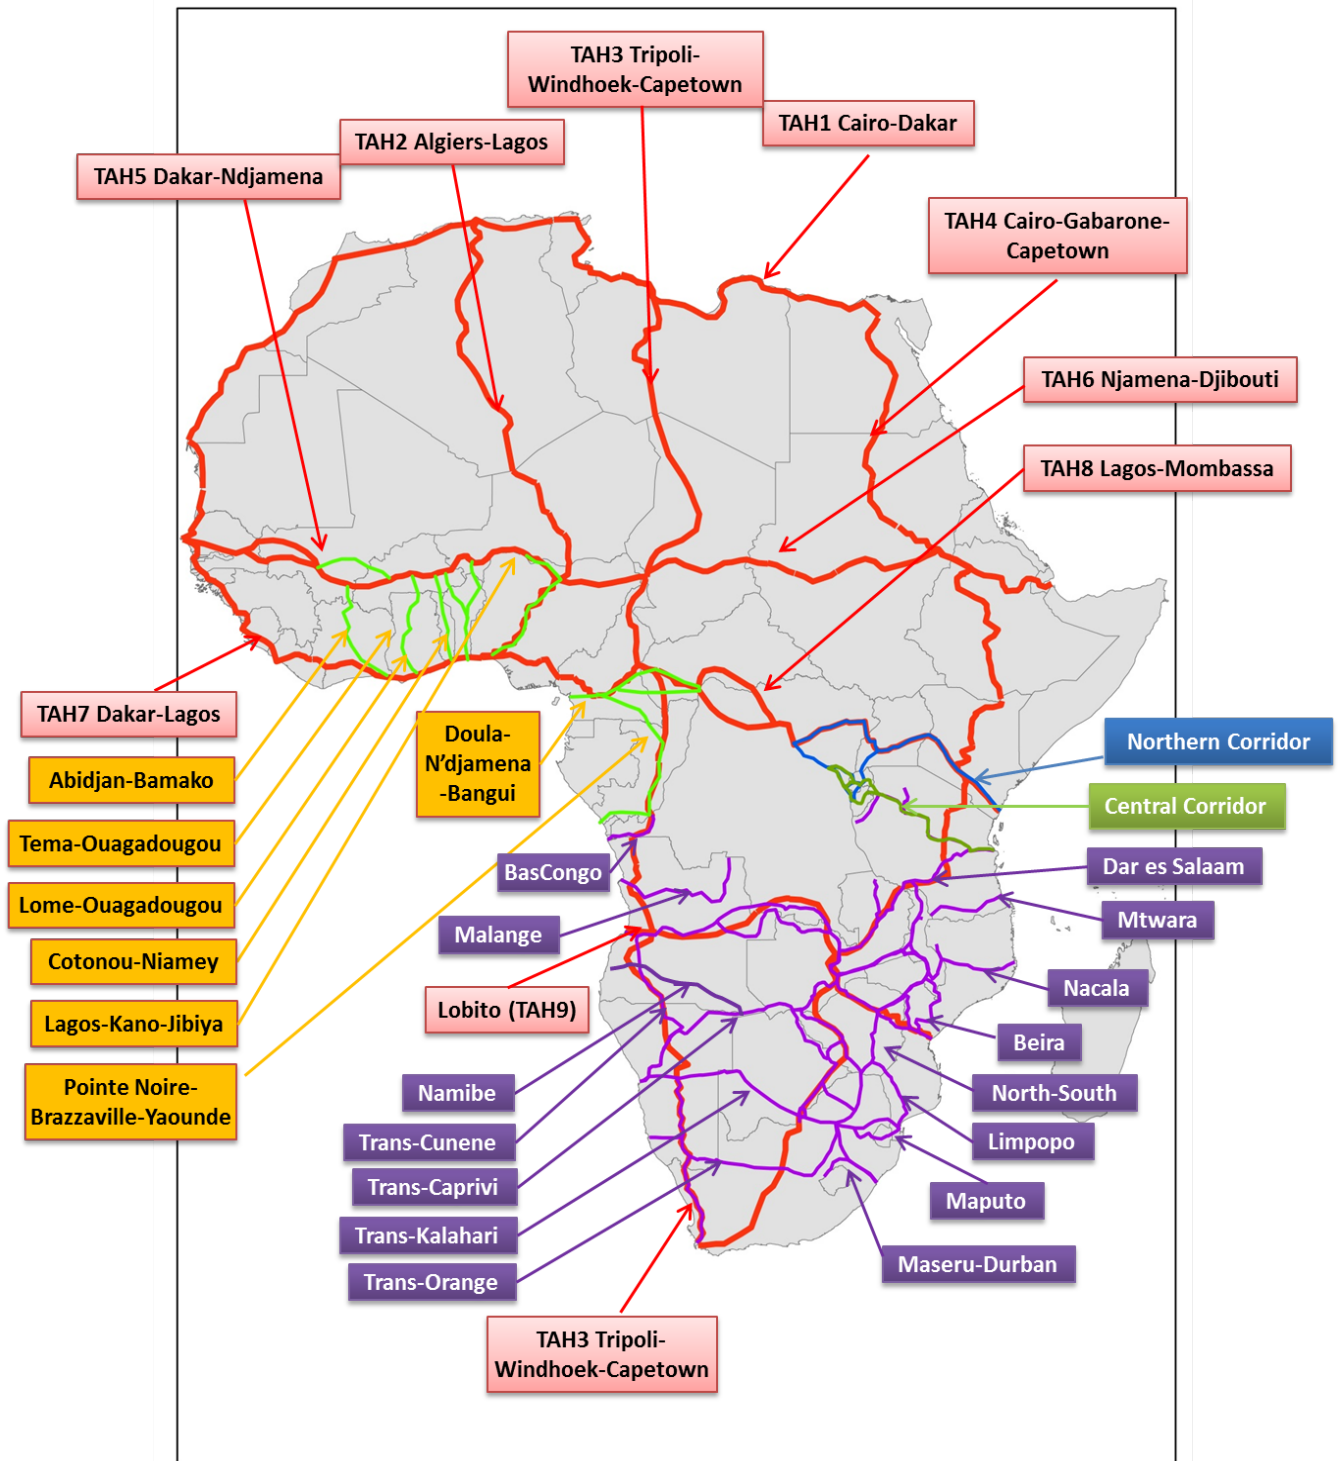 TAH3 Tripoli-
Windhoek-Capetown
TAH1 Cairo-Dakar
TAH2 Algiers-Lagos
TAH5 Dakar-Ndjamena
TAH4 Cairo-Gabarone-
Capetown
TAH6 Njamena-Djibouti
TAH8 Lagos-Mombassa
TAH7 Dakar-Lagos
Abidjan-Bamako
Tema-Ouagadougou
Lome-Ouagadougou
Cotonou-Niamey
Lagos-Kano-Jibiya
Pointe Noire-
Brazzaville-Yaounde
Doula-
N’djamena
-Bangui
Northern Corridor
Central Corridor
BasCongo
Dar es Salaam
Malange
Mtwara
Lobito (TAH9)
Nacala
Beira
Namibe
North-South
Trans-Cunene
Limpopo
Trans-Caprivi
Maputo
Trans-Kalahari
Maseru-Durban
Trans-Orange
TAH3 Tripoli-
Windhoek-Capetown